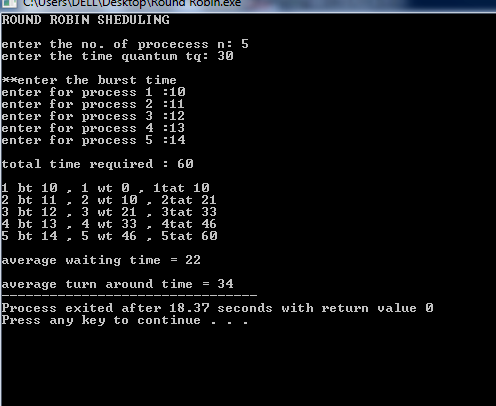 C:\Users\DELL\Desktop\Round Robin.exe
ROUND ROBIN SHEDULING
enter the no. of procecess n: 5
enter the time quantum tq: 30
**enter the burst time
enter for process 1 :10
enter for process 2 :11
enter for process 3 :12
enter for process 4 :13
enter for process 5 :14
total time required : 60
1 bt 10 , 1 wt 0 , 1tat 10
2 bt 11 , 2 wt 10 , 2tat 21
3 bt 12 , 3 wt 21 , 3tat 33
4 bt 13 , 4 wt 33 , 4tat 46
5 bt 14 , 5 wt 46 , 5tat 60
average waiting time = 22
average turn around time = 34
--------------------------------
Process exited after 18.37 seconds with return value 0
Press any key to continue . . .